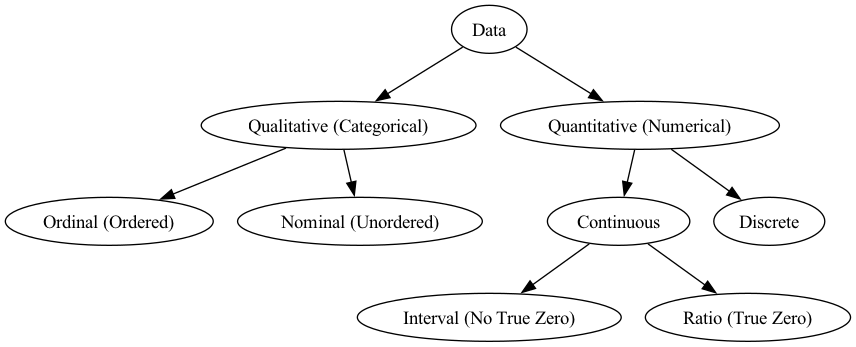 Data
Qualitative (Categorical)
Quantitative (Numerical)
Ordinal (Ordered)
Nominal (Unordered)
Continuous
Discrete
Interval (No True Zero)
Ratio (True Zero)